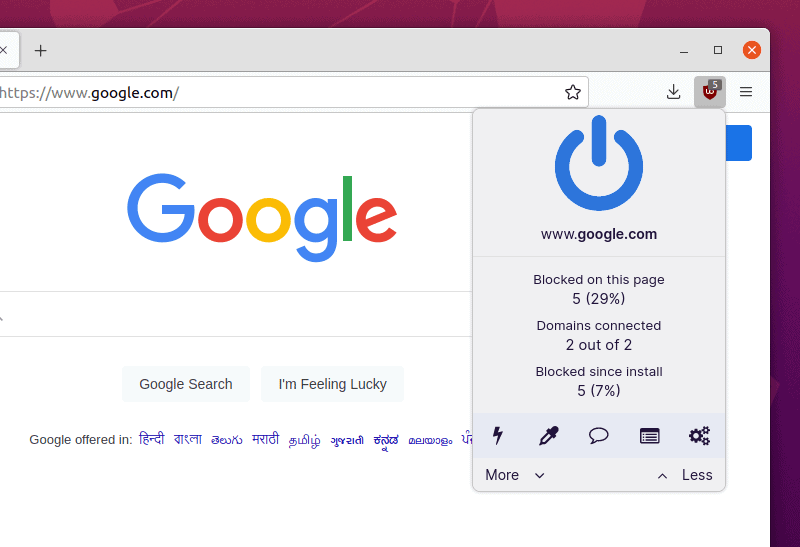 https://www.google.com/
5
Google
www.google.com
Blocked on this page
5 (29%)
Domains connected
2 out of 2
Blocked since install
5 (7%)
Google Search
I'm Feeling Lucky
Google offered in: हिन्दी বাংলা తెలుగు मराठी தமிழ் ગુજરાતી ಕನ್ನಡ മലയാളം
More
Less